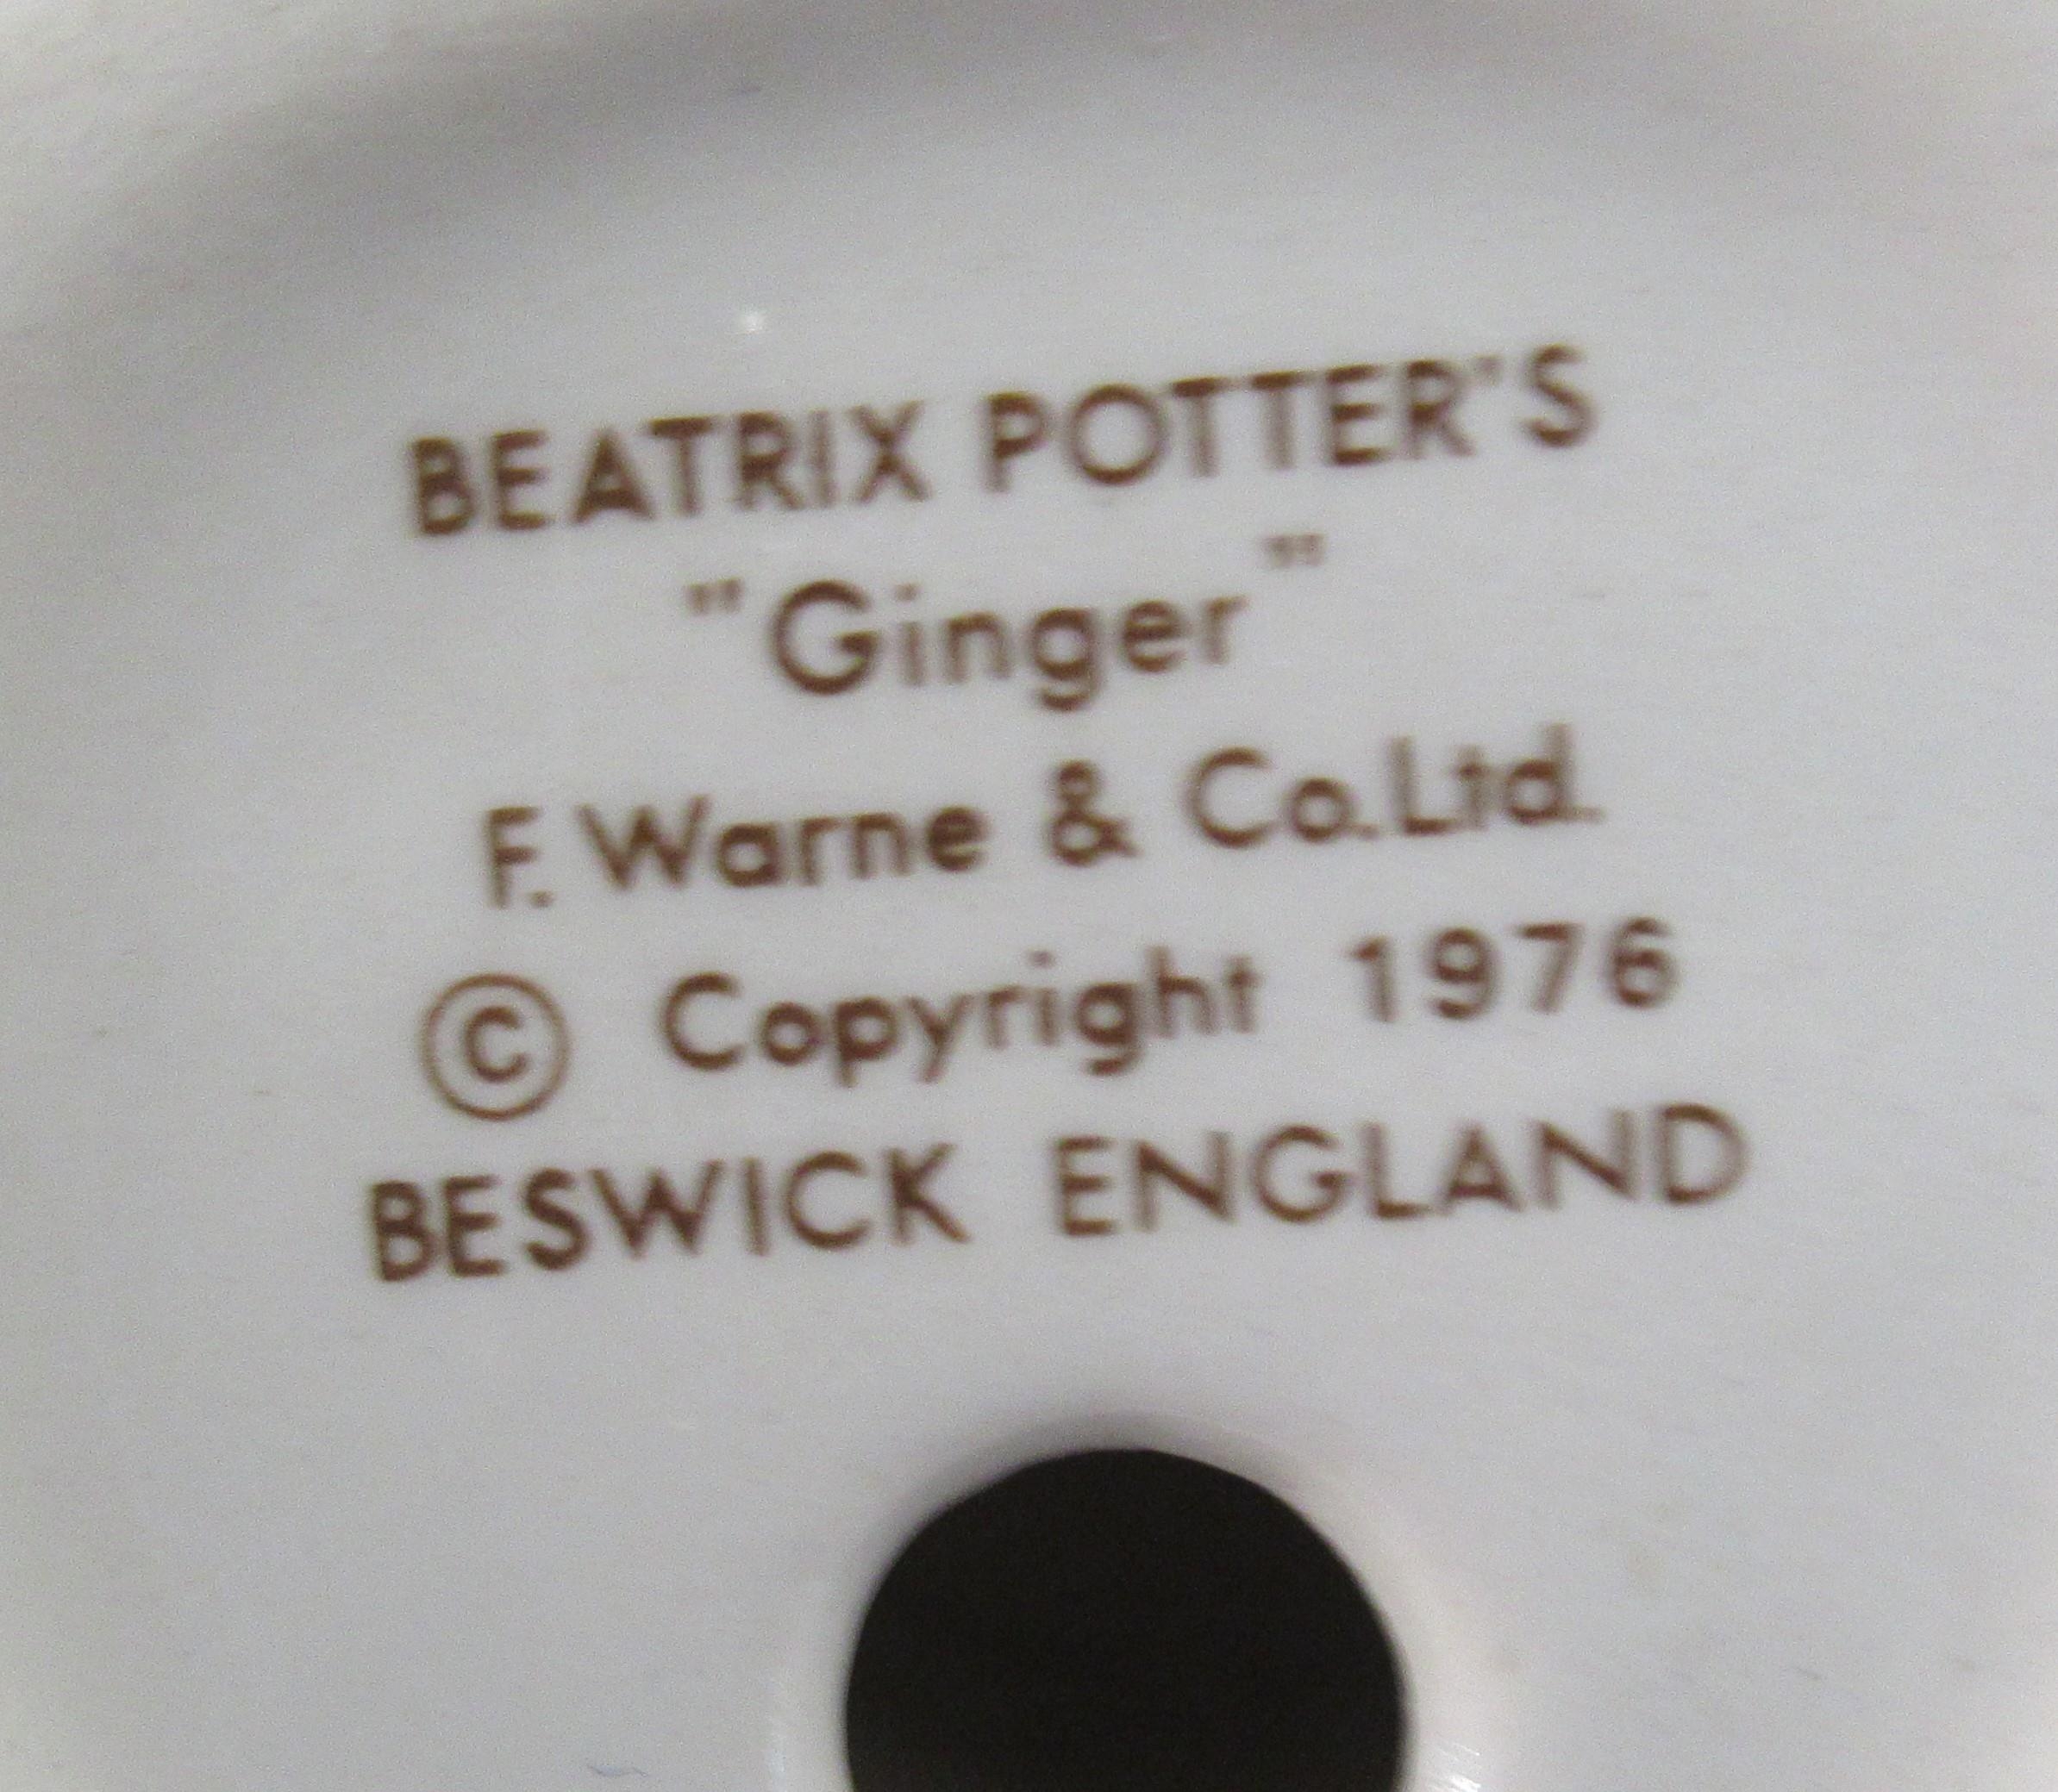 BEATRIX POTTER'S
"Ginger"
F. Warne & Co.Ltd.
© Copyright 1976
BESWICK ENGLAND